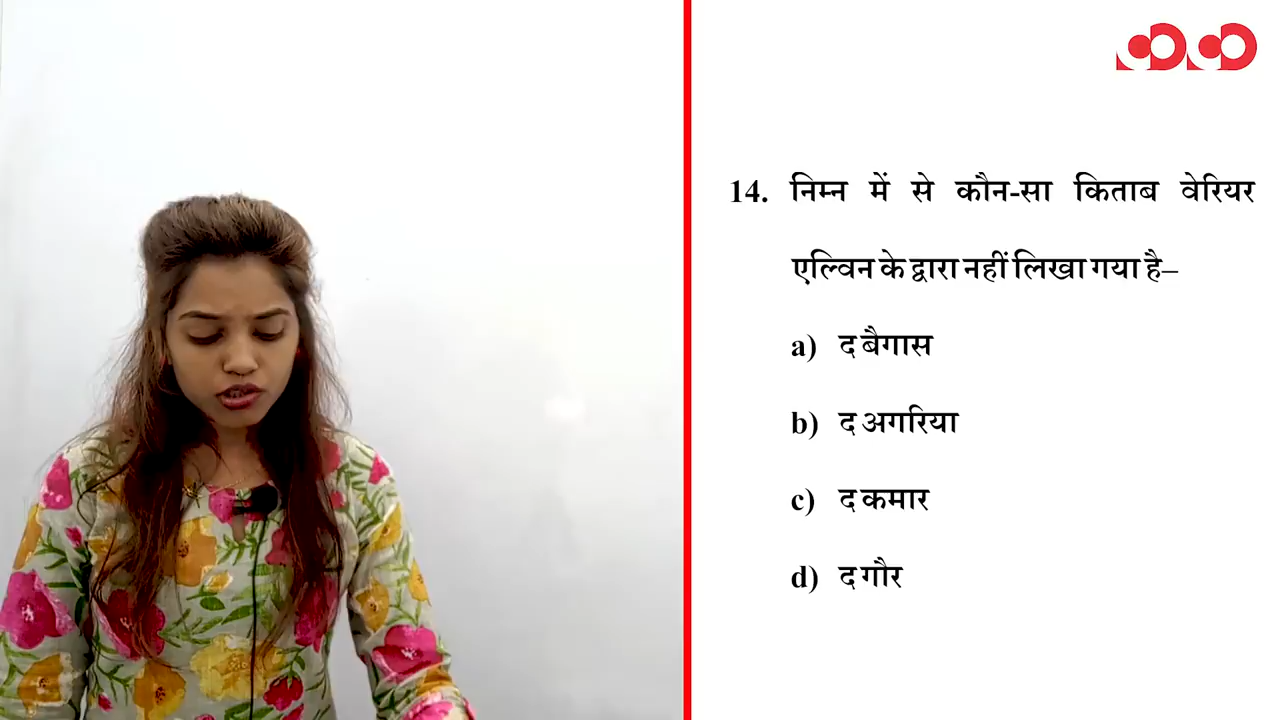 14. निम्न में से कौन-सा किताब वेरियर
एल्विन के द्वारा नहीं लिखा गया है–
a) द बैगास
b) द अगरिया
c) द कमार
d) द गौर